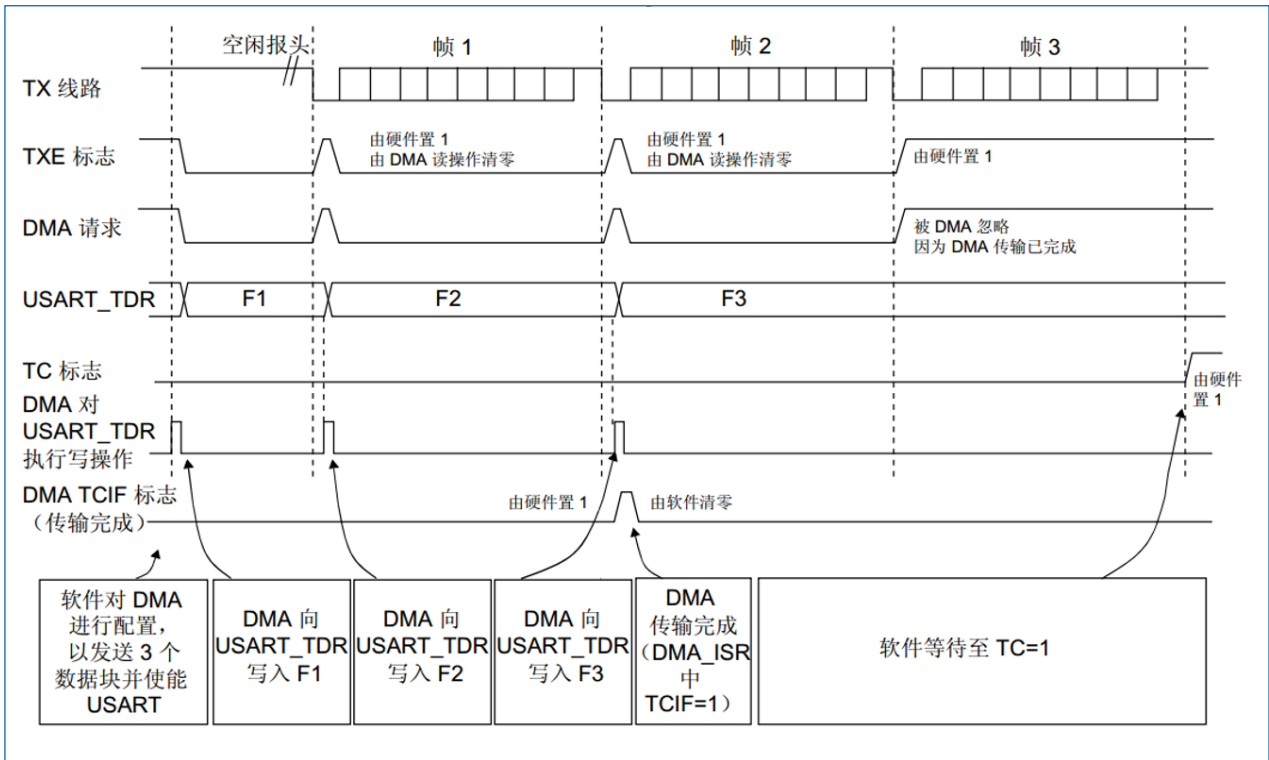 空闲报头
帧 1
帧 2
帧 3
TX 线路
TXE 标志
由硬件置 1
由 DMA 读操作清零
由硬件置 1
由 DMA 读操作清零
由硬件置 1
DMA 请求
被 DMA 忽略
因为 DMA 传输已完成
USART_TDR
F1
F2
F3
TC 标志
由硬件
置 1
DMA 对
USART_TDR
执行写操作
DMA TCIF 标志
（传输完成）
由硬件置 1
由软件清零
软件对 DMA
进行配置，
以发送 3 个
数据块并使能
USART
DMA 向
USART_TDR
写入 F1
DMA 向
USART_TDR
写入 F2
DMA 向
USART_TDR
写入 F3
DMA
传输完成
（DMA_ISR
中
TCIF=1）
软件等待至 TC=1